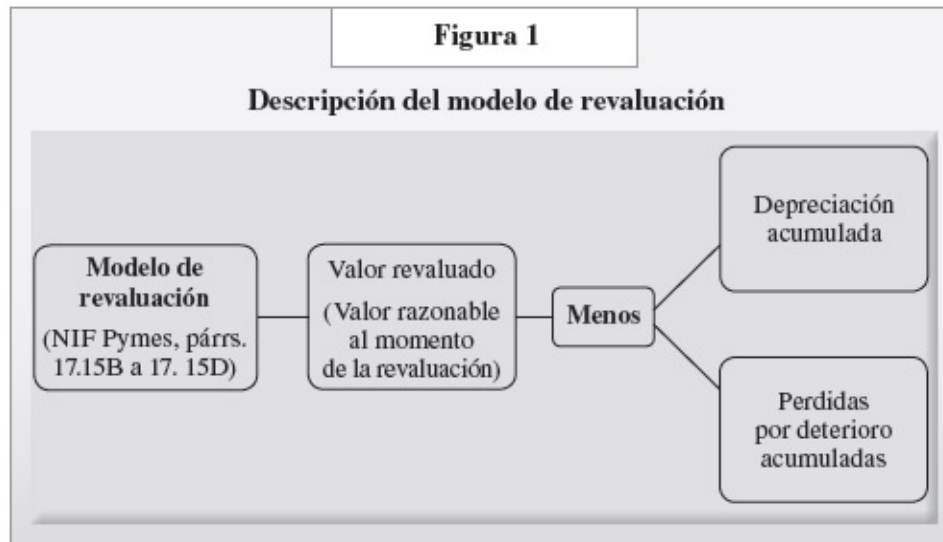 Figura 1
Descripción del modelo de revaluación
Modelo de
revaluación
(NIF Pymes, párrs.
17.15B a 17. 15D)
Valor revaluado
(Valor razonable
al momento
de la revaluación)
Menos
Depreciación
acumulada
Perdidas
por deterioro
acumuladas